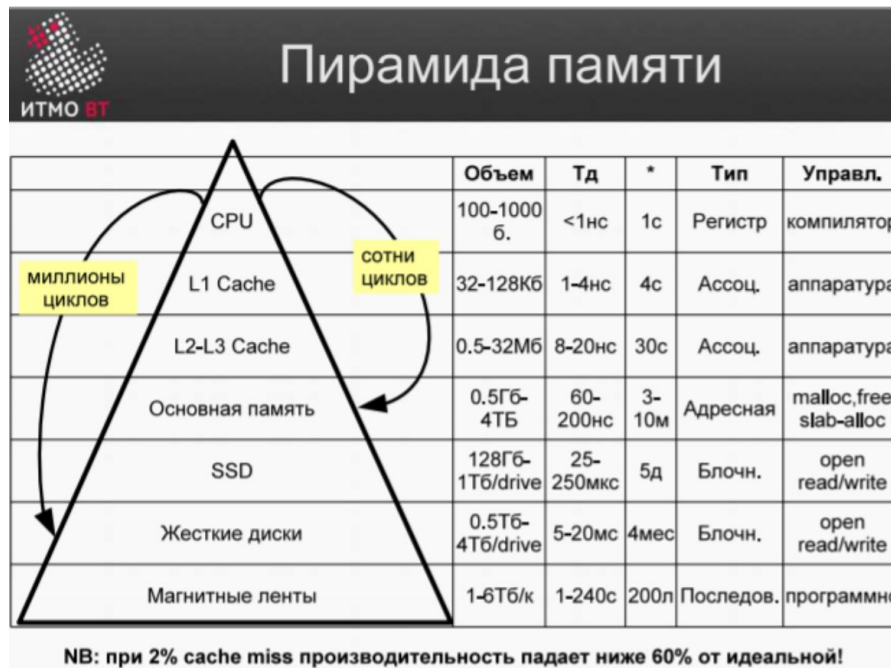 ИТМО ВТ
Пирамида памяти
Объем Тд * Тип Управл.
CPU 100-1000 б. <1нс 1с Регистр компилятор
миллионы циклов
сотни циклов
L1 Cache 32-128Кб 1-4нс 4с Ассоц. аппаратура
L2-L3 Cache 0.5-32Мб 8-20нс 30с Ассоц. аппаратура
Основная память 0.5Гб-4ТБ 60-200нс 3-10м Адресная malloc,free slab-alloc
SSD 128Гб-1Тб/drive 25-250мкс 5д Блочн. open read/write
Жесткие диски 0.5Тб-4Тб/drive 5-20мс 4мес Блочн. open read/write
Магнитные ленты 1-6Тб/к 1-240с 200л Последов. программно
NB: при 2% cache miss производительность падает ниже 60% от идеальной!